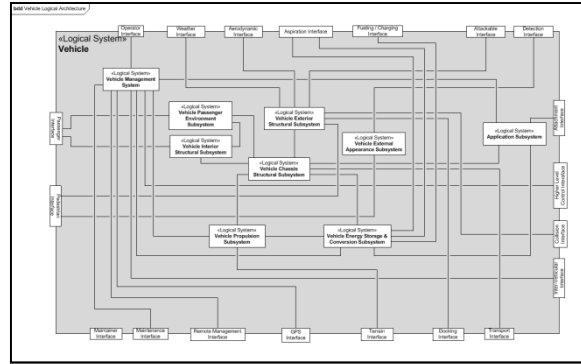 bdd Vehicle Logical Architecture
«Logical System»
Vehicle
Operator
Interface
Weather
Interface
Aerodynamic
Interface
Aspiration Interface
Fueling / Charging
Interface
Attackable
Interface
Detection
Interface
«Logical System»
Vehicle Management
System
«Logical System»
Vehicle Passenger
Environment
Subsystem
«Logical System»
Vehicle Interior
Structural Subsystem
«Logical System»
Vehicle Exterior
Structural Subsystem
«Logical System»
Vehicle External
Appearance Subsystem
«Logical System»
Application Subsystem
«Logical System»
Vehicle Chassis
Structural Subsystem
«Logical System»
Vehicle Propulsion
Subsystem
«Logical System»
Vehicle Energy Storage &
Conversion Subsystem
Passenger
Interface
Pedestrian
Interface
Attachment
Interface
Higher Level
Control Interface
Collision
Interface
Inter-Vehicular
Interface
Maintainer
Interface
Maintenance
Interface
Remote Management
Interface
GPS
Interface
Terrain
Interface
Docking
Interface
Transport
Interface